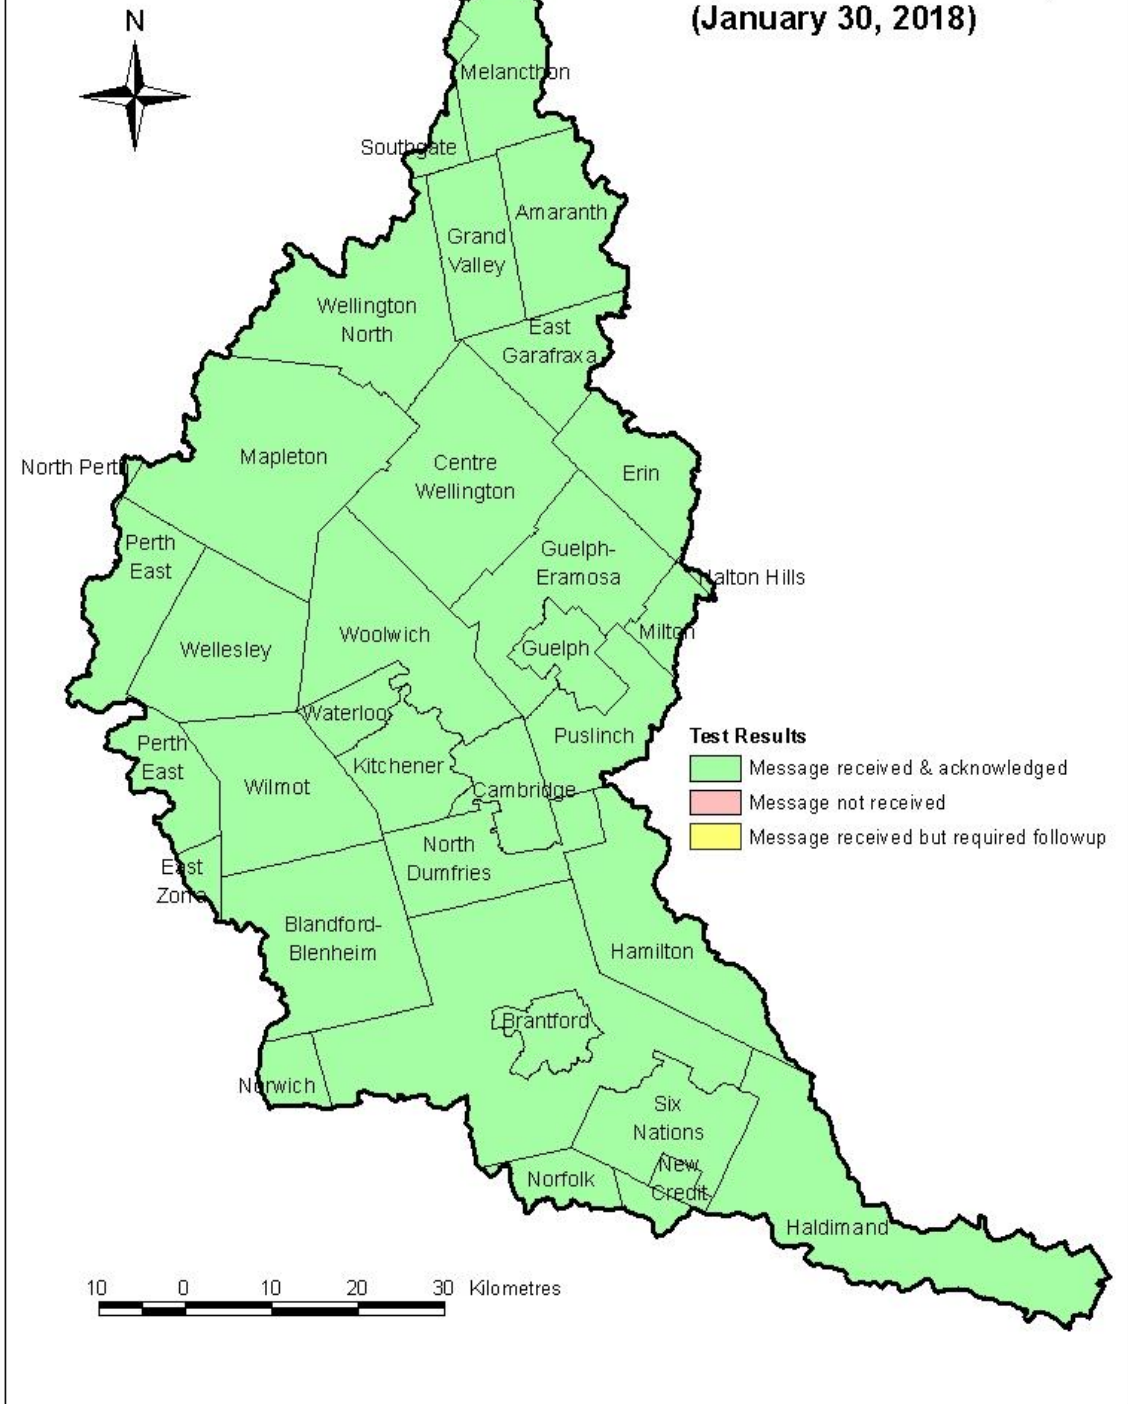 (January 30, 2018)
N
Melancthon
Southgate
Amaranth
Grand
Valley
Wellington
North
East
Garafraxa
North Perth
Mapleton
Centre
Wellington
Erin
Perth
East
Guelph-
Eramosa
Halton Hills
Woolwich
Milton
Wellesley
Guelph
Waterloo
Puslinch
Perth
East
Kitchener
Wilmot
Cambridge
Test Results
Message received & acknowledged
Message not received
Message received but required followup
North
Dumfries
East
Zorra
Blandford-
Blenheim
Hamilton
Brantford
Norwich
Six
Nations
New
Credit
Norfolk
Haldimand
10 0 10 20 30 Kilometres